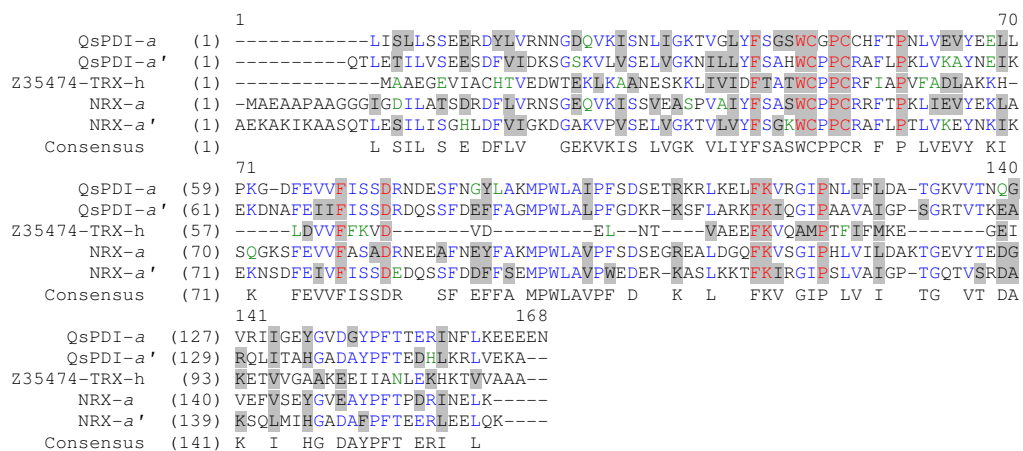 1 70
QsPDI-a (1) ------------LISLLSSEERDYLVRNNGDQVKISNLIGKTVGLYFSGSWCGPCCHFTPNLVEVYEELL
QsPDI-a' (1) ----------QTLETILVSEESDFVIDKSGSKVLVSELVGKNILLYFSAHWCPPCRAFLPKLVKAYNEIK
Z35474-TRX-h (1) -------------MAAEGEVIACHTVEDWTEKLKAANESKKLIVIDFTATWCPPCRFIAPVFADLAKKH-
NRX-a (1) -MAEAAPAAGGGIGDILATSDRDFLVRNSGEQVKISSVEASPVAIYFSASWCPPCRRFTPKLIEVYEKLA
NRX-a' (1) AEKAKIKAASQTLESILISGHLDFVIGKDGAKVPVSELVGKTVLVYFSGKWCPPCRAFLPTLVKEYNKIK
Consensus (1) L SILS E DFLV GEKVKIS LVGK VLIYFSASWCPPCR F P LVEVY KI
71 140
QsPDI-a (59) PKG-DFEVVFISSDRNDESFNGYLAKMPWLAIPFSDSETRKRLKELFKVRGIPNLIFLDA-TGKVVTNQG
QsPDI-a' (61) EKDNAFEIIFISSDRDQSSFDEFFAGMPWLALPFGDKR-KSFLARKFKIQGIPAAVAIGP-SGRTVTKEA
Z35474-TRX-h (57) -----LDVVFFKVD-----VD-------EL--NT-----VAEEFKVQAMPTFIFMKE------GEI
NRX-a (70) SQGKSFEVVFASADRNEEAFNEYFAKMPWLAVPFSDSEGREALDGQFKVSGIPHLVILDAKTGEVYTEDG
NRX-a' (71) EKNSDFEIVFISSDEDQSSFDDFFSEMPWLAVPWEDER-KASLKKTFKIRGIPSLVAIGP-TGQTVSRDA
Consensus (71) K FEVVFISSDR SF EFFA MPWLAVPF D K L FKV GIP LV I TG VT DA
141 168
QsPDI-a (127) VRIIGEYGVDGYPFTTERINFLKEEEEN
QsPDI-a' (129) RQLITAHGADAYPFTEDHLKRLVEKA--
Z35474-TRX-h (93) KETVVGAAKEEIIANLEKHKTVVAAA--
NRX-a (140) VEFVSEYGVEAYPFTPDRINELK-----
NRX-a' (139) KSQLMIHGADAFPFTEERLEELQK----
Consensus (141) K I HG DAYPFT ERI L